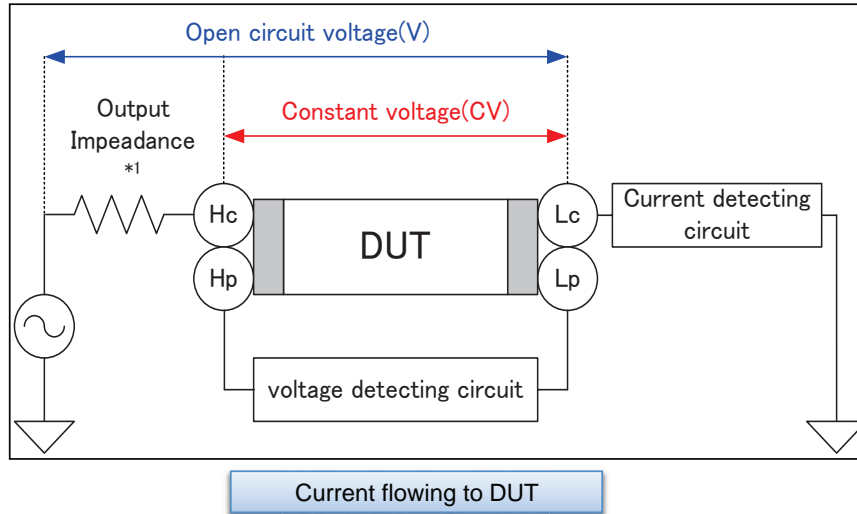 Open circuit voltage(V)
Output
Impeadance
*1
Constant voltage(CV)
Hc
Hp
DUT
Lc
Lp
Current detecting
circuit
voltage detecting circuit
Current flowing to DUT